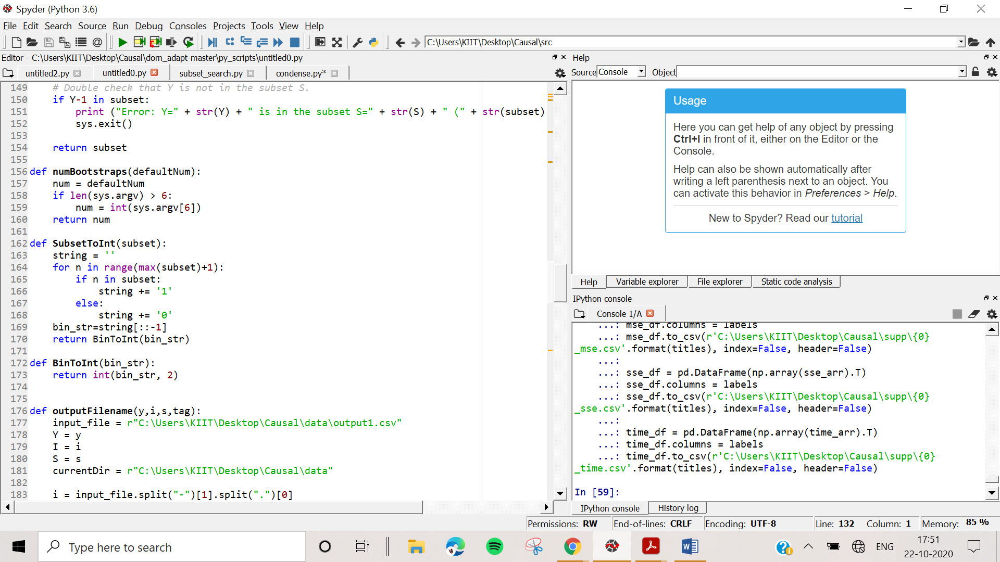 Spyder (Python 3.6)
File Edit Search Source Run Debug Consoles Projects Tools View Help
C:\Users\KIIT\Desktop\Causal\src
Editor - C:\Users\KIIT\Desktop\Causal\dom_adapt-master\py_scripts\untitled0.py
untitled2.py untitled0.py subset_search.py condense.py*
149     # Double check that Y is not in the subset S.
150     if Y-1 in subset:
151         print ("Error: Y=" + str(Y) + " is in the subset S=" + str(S) + " (" + str(subset)
152         sys.exit()
153
154     return subset
155
156 def numBootstraps(defaultNum):
157     num = defaultNum
158     if len(sys.argv) > 6:
159         num = int(sys.argv[6])
160     return num
161
162 def SubsetToInt(subset):
163     string = ''
164     for n in range(max(subset)+1):
165         if n in subset:
166             string += '1'
167         else:
168             string += '0'
169     bin_str=string[::-1]
170     return BinToInt(bin_str)
171
172 def BinToInt(bin_str):
173     return int(bin_str, 2)
174
175
176 def outputFilename(y,i,s,tag):
177     input_file = r"C:\Users\KIIT\Desktop\Causal\data\output1.csv"
178     Y = y
179     I = i
180     S = s
181     currentDir = r"C:\Users\KIIT\Desktop\Causal\data"
182
183     i = input_file.split("-")[1].split(".")[0]
Help
Source Console Object
Usage
Here you can get help of any object by pressing
Ctrl+I in front of it, either on the Editor or the
Console.
Help can also be shown automatically after
writing a left parenthesis next to an object. You
can activate this behavior in Preferences > Help.
New to Spyder? Read our tutorial
Help Variable explorer File explorer Static code analysis
IPython console
Console 1/A
...: mse_df.columns = labels
...: mse_df.to_csv(r'C:\Users\KIIT\Desktop\Causal\supp\{0}
_mse.csv'.format(titles), index=False, header=False)
...:
...: sse_df = pd.DataFrame(np.array(sse_arr).T)
...: sse_df.columns = labels
...: sse_df.to_csv(r'C:\Users\KIIT\Desktop\Causal\supp\{0}
_sse.csv'.format(titles), index=False, header=False)
...:
...: time_df = pd.DataFrame(np.array(time_arr).T)
...: time_df.columns = labels
...: time_df.to_csv(r'C:\Users\KIIT\Desktop\Causal\supp\{0}
_time.csv'.format(titles), index=False, header=False)
In [59]:
IPython console History log
Permissions: RW End-of-lines: CRLF Encoding: UTF-8 Line: 132 Column: 1 Memory: 85 %
Type here to search
ENG
17:51
22-10-2020